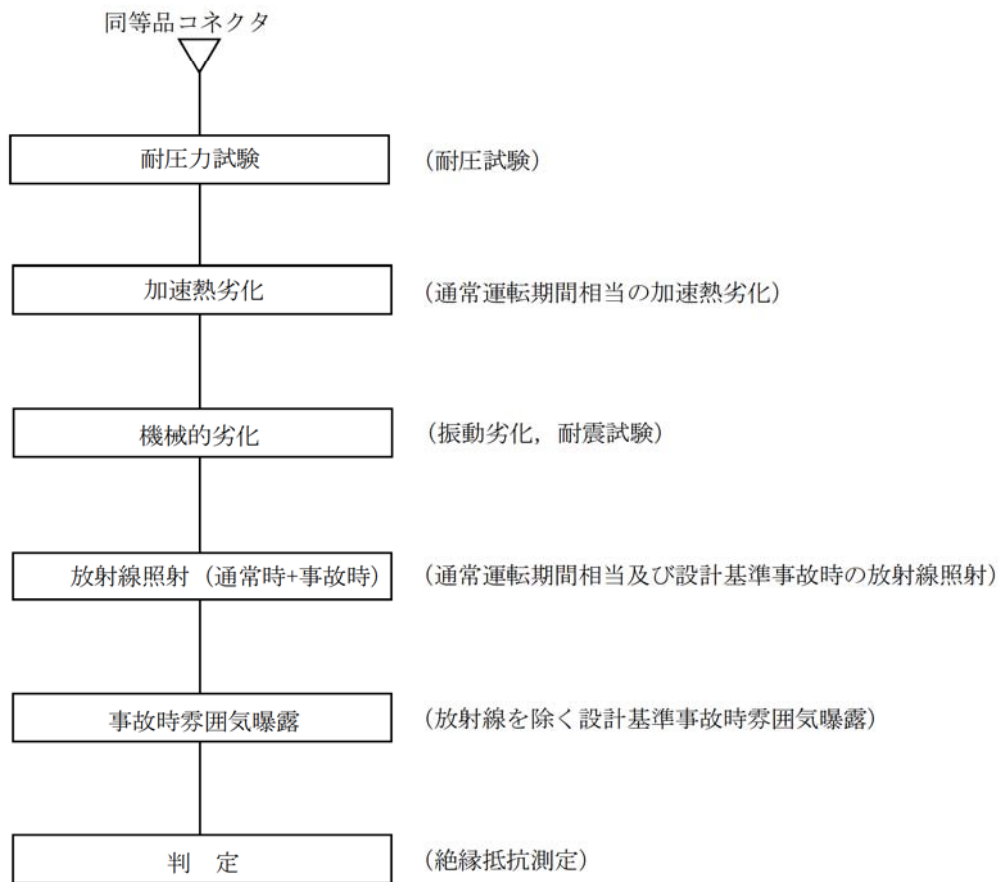 同等品コネクタ
耐圧力試験 (耐圧試験)
加速熱劣化 (通常運転期間相当の加速熱劣化)
機械的劣化 (振動劣化，耐震試験)
放射線照射（通常時+事故時） (通常運転期間相当及び設計基準事故時の放射線照射)
事故時雰囲気曝露 (放射線を除く設計基準事故時雰囲気曝露)
判　定 (絶縁抵抗測定)